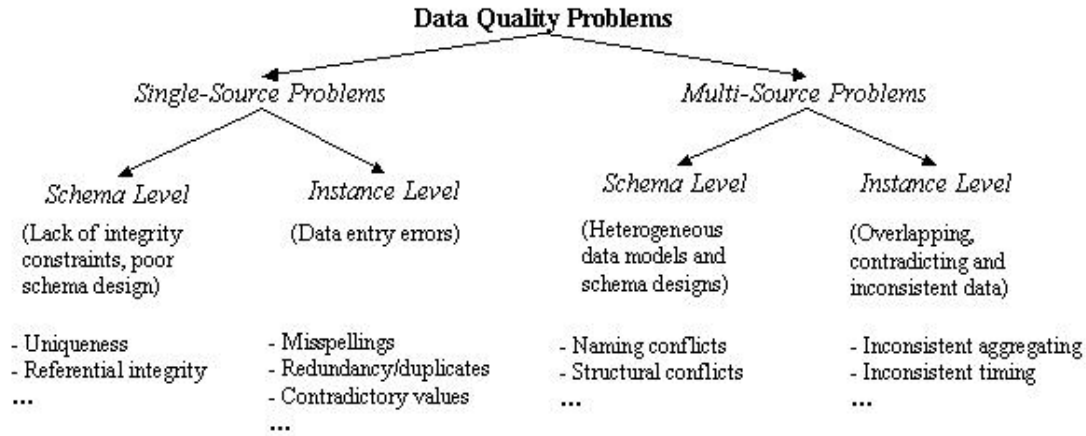 Data Quality Problems
Single-Source Problems
Multi-Source Problems
Schema Level
Instance Level
Schema Level
Instance Level
(Lack of integrity
constraints, poor
schema design)
(Data entry errors)
(Heterogeneous
data models and
schema designs)
(Overlapping,
contradicting and
inconsistent data)
- Uniqueness
- Referential integrity
...
- Misspellings
- Redundancy/duplicates
- Contradictory values
...
- Naming conflicts
- Structural conflicts
...
- Inconsistent aggregating
- Inconsistent timing
...